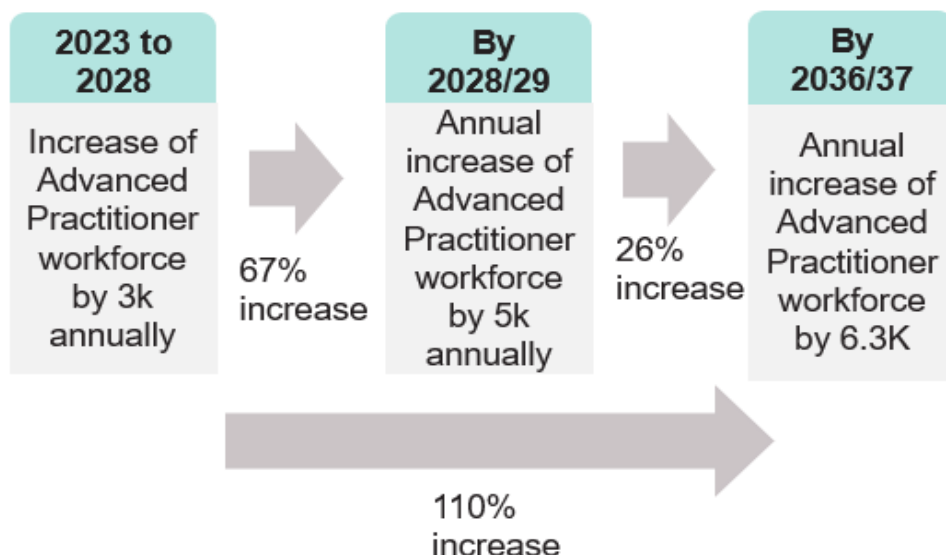 2023 to
2028
Increase of
Advanced
Practitioner
workforce
by 3k
annually
67%
increase
By
2028/29
Annual
increase of
Advanced
Practitioner
workforce
by 5k
annually
26%
increase
By
2036/37
Annual
increase of
Advanced
Practitioner
workforce
by 6.3K
110%
increase